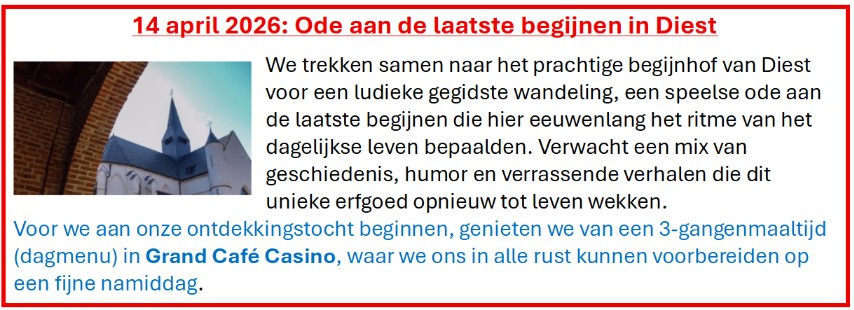 14 april 2026: Ode aan de laatste begijnen in Diest
We trekken samen naar het prachtige begijnhof van Diest
voor een ludieke gegidste wandeling, een speelse ode aan
de laatste begijnen die hier eeuwenlang het ritme van het
dagelijkse leven bepaalden. Verwacht een mix van
geschiedenis, humor en verrassende verhalen die dit
unieke erfgoed opnieuw tot leven wekken.
Voor we aan onze ontdekkingstocht beginnen, genieten we van een 3-gangenmaaltijd
(dagmenu) in Grand Café Casino, waar we ons in alle rust kunnen voorbereiden op
een fijne namiddag.